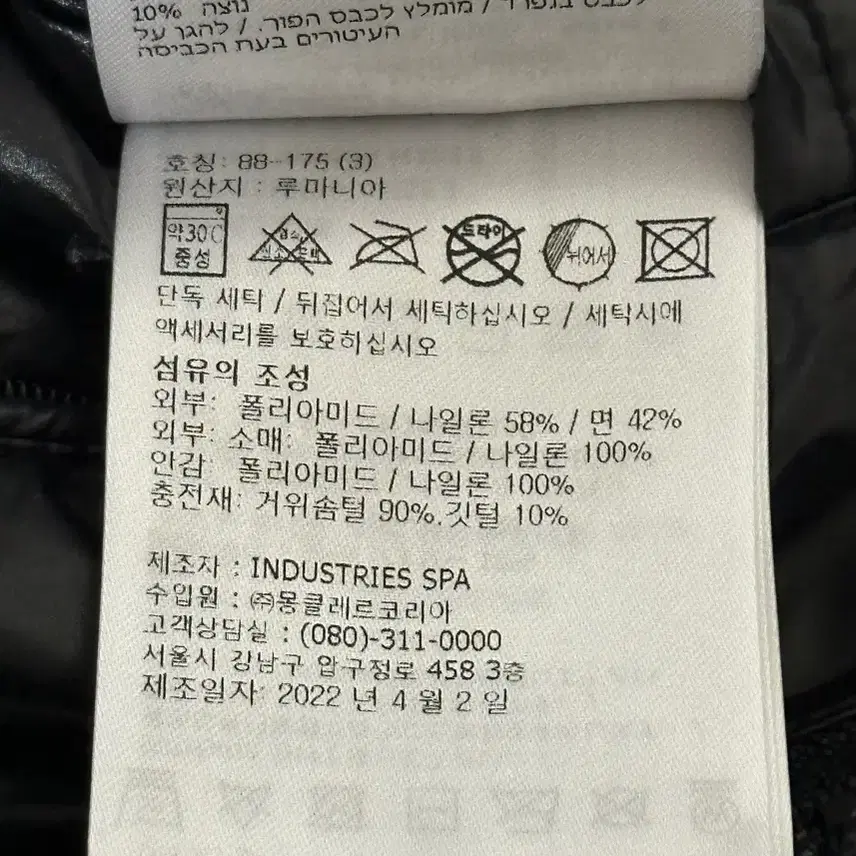 לכבס בנפרד / מומלץ לכבס הפוך. / להגן על
נוצה 10%
העיטורים בעת הכביסה
호칭: 88-175 (3)
원산지 : 루마니아
약30℃
중성
드라이
뉘어서
단독 세탁 / 뒤집어서 세탁하십시오 / 세탁시에
액세서리를 보호하십시오
섬유의 조성
외부: 폴리아미드 / 나일론 58% / 면 42%
외부: 소매: 폴리아미드 / 나일론 100%
안감: 폴리아미드 / 나일론 100%
충전재: 거위솜털 90%.깃털 10%
제조자 : INDUSTRIES SPA
수입원 : ㈜몽클레르코리아
고객상담실 : (080)-311-0000
서울시 강남구 압구정로 458 3층
제조일자: 2022 년 4 월 2 일